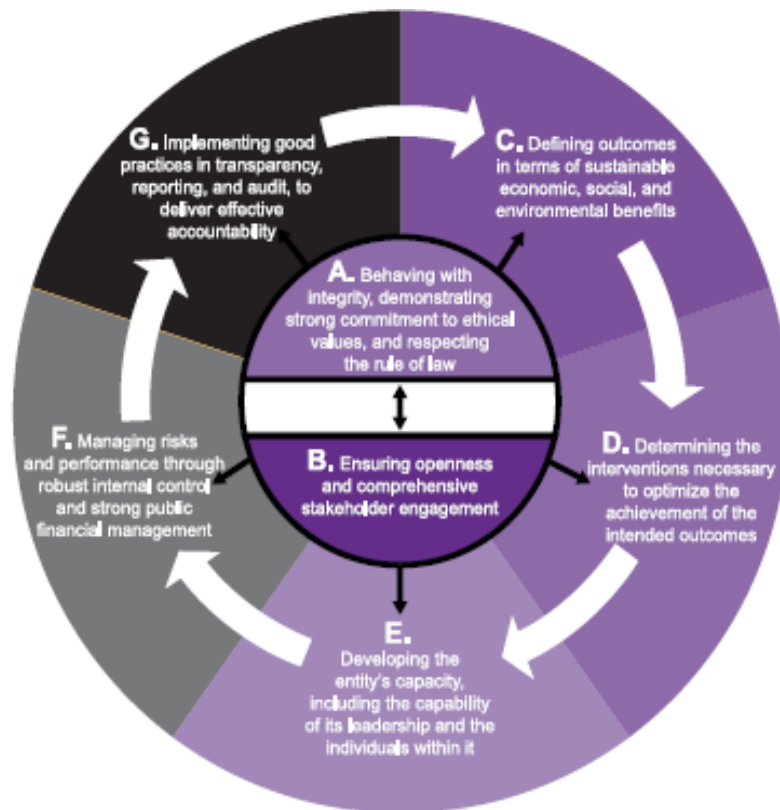 A. Behaving with
integrity, demonstrating
strong commitment to ethical
values, and respecting
the rule of law
B. Ensuring openness
and comprehensive
stakeholder engagement
C. Defining outcomes
in terms of sustainable
economic, social, and
environmental benefits
D. Determining the
interventions necessary
to optimize the
achievement of the
intended outcomes
E.
Developing the
entity's capacity,
including the capability
of its leadership and the
individuals within it
F. Managing risks
and performance through
robust internal control
and strong public
financial management
G. Implementing good
practices in transparency,
reporting, and audit, to
deliver effective
accountability